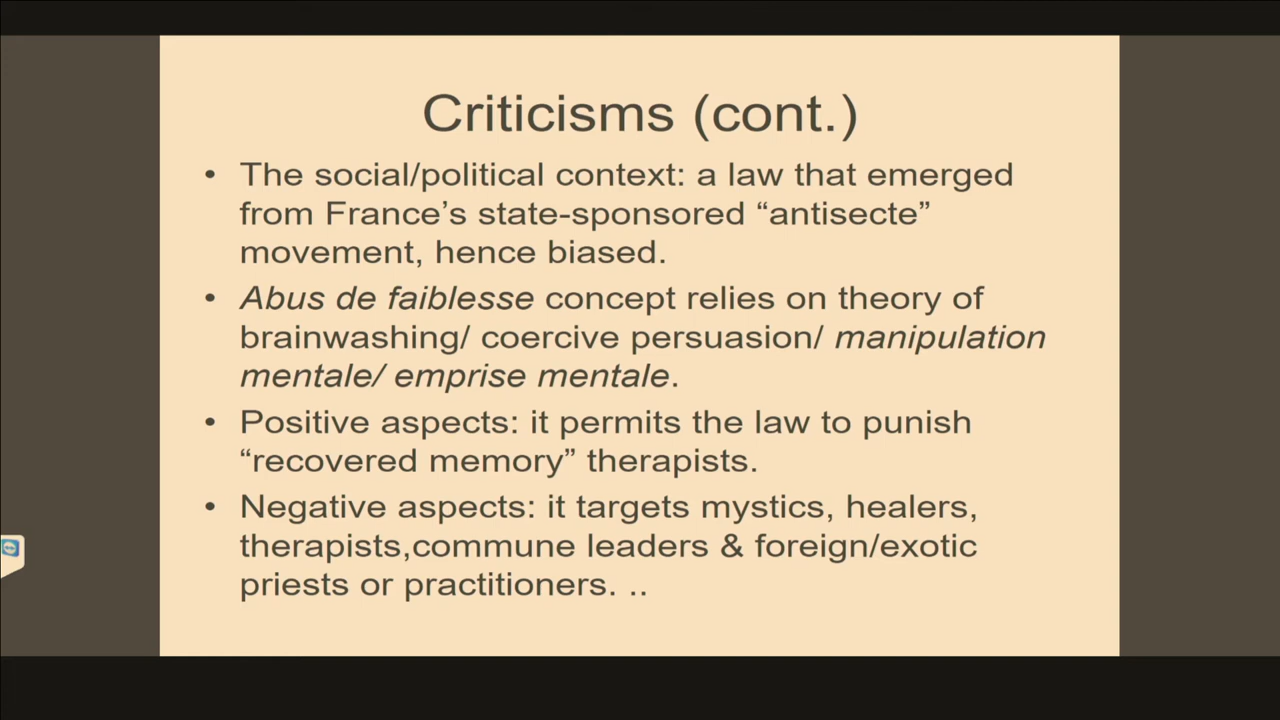 Criticisms (cont.)
• The social/political context: a law that emerged
from France’s state-sponsored “antisecte”
movement, hence biased.
• Abus de faiblesse concept relies on theory of
brainwashing/ coercive persuasion/ manipulation
mentale/ emprise mentale.
• Positive aspects: it permits the law to punish
“recovered memory” therapists.
• Negative aspects: it targets mystics, healers,
therapists,commune leaders & foreign/exotic
priests or practitioners. ..